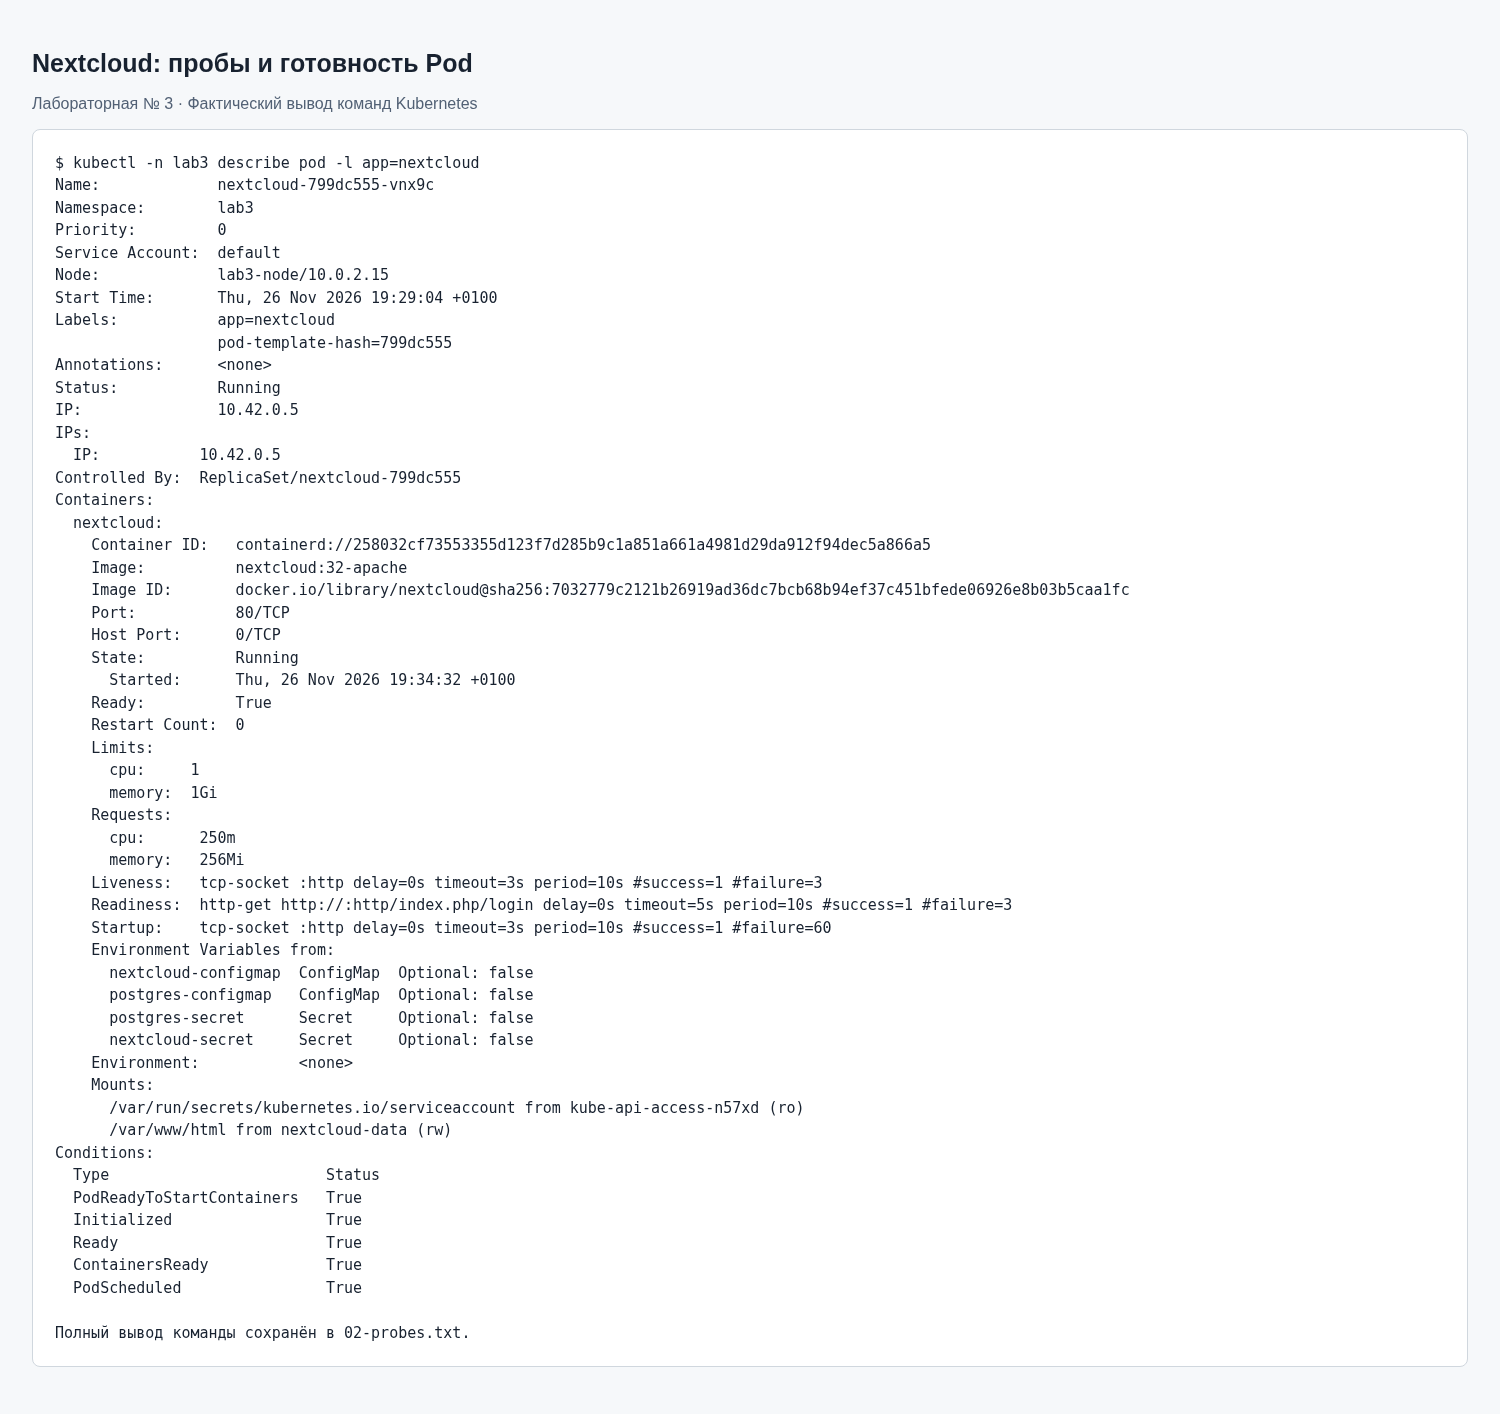 Nextcloud: пробы и готовность Pod
Лабораторная № 3 · Фактический вывод команд Kubernetes
$ kubectl -n lab3 describe pod -l app=nextcloud
Name:             nextcloud-799dc555-vnx9c
Namespace:        lab3
Priority:         0
Service Account:  default
Node:             lab3-node/10.0.2.15
Start Time:       Thu, 26 Nov 2026 19:29:04 +0100
Labels:           app=nextcloud
                  pod-template-hash=799dc555
Annotations:      <none>
Status:           Running
IP:               10.42.0.5
IPs:
  IP:           10.42.0.5
Controlled By:  ReplicaSet/nextcloud-799dc555
Containers:
  nextcloud:
    Container ID:   containerd://258032cf73553355d123f7d285b9c1a851a661a4981d29da912f94dec5a866a5
    Image:          nextcloud:32-apache
    Image ID:       docker.io/library/nextcloud@sha256:7032779c2121b26919ad36dc7bcb68b94ef37c451bfede06926e8b03b5caa1fc
    Port:           80/TCP
    Host Port:      0/TCP
    State:          Running
      Started:      Thu, 26 Nov 2026 19:34:32 +0100
    Ready:          True
    Restart Count:  0
    Limits:
      cpu:     1
      memory:  1Gi
    Requests:
      cpu:      250m
      memory:   256Mi
    Liveness:   tcp-socket :http delay=0s timeout=3s period=10s #success=1 #failure=3
    Readiness:  http-get http://:http/index.php/login delay=0s timeout=5s period=10s #success=1 #failure=3
    Startup:    tcp-socket :http delay=0s timeout=3s period=10s #success=1 #failure=60
    Environment Variables from:
      nextcloud-configmap  ConfigMap  Optional: false
      postgres-configmap   ConfigMap  Optional: false
      postgres-secret      Secret     Optional: false
      nextcloud-secret     Secret     Optional: false
    Environment:           <none>
    Mounts:
      /var/run/secrets/kubernetes.io/serviceaccount from kube-api-access-n57xd (ro)
      /var/www/html from nextcloud-data (rw)
Conditions:
  Type                        Status
  PodReadyToStartContainers   True
  Initialized                 True
  Ready                       True
  ContainersReady             True
  PodScheduled                True
Полный вывод команды сохранён в 02-probes.txt.